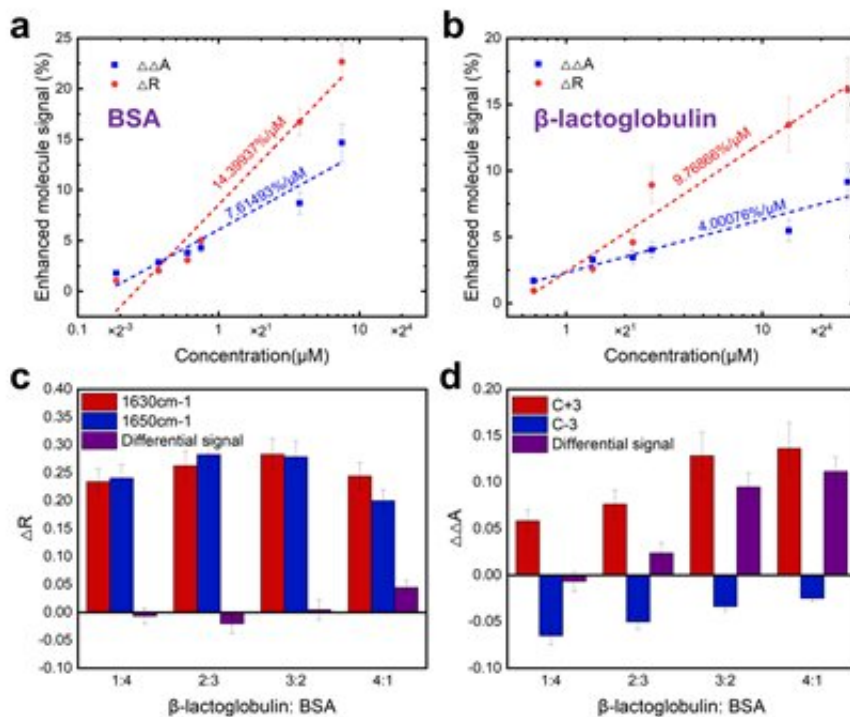 a
Enhanced molecule signal (%)
25
20
15
10
5
0
△△A
△R
BSA
14.39937%/μM
7.61493%/μM
0.1
×2⁻³
1
×2¹
10
×2⁴
Concentration(μM)
b
Enhanced molecule signal (%)
20
15
10
5
0
△△A
△R
β-lactoglobulin
9.76866%/μM
4.00076%/μM
1
×2¹
10
×2⁴
Concentration(μM)
c
△R
0.40
0.35
0.30
0.25
0.20
0.15
0.10
0.05
0.00
-0.05
-0.10
1630cm-1
1650cm-1
Differential signal
1:4
2:3
3:2
4:1
β-lactoglobulin: BSA
d
△△A
0.20
0.15
0.10
0.05
0.00
-0.05
-0.10
C+3
C-3
Differential signal
1:4
2:3
3:2
4:1
β-lactoglobulin: BSA